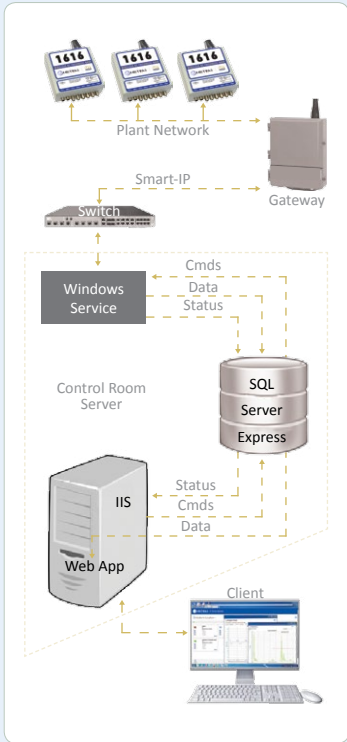 1616
1616
1616
Plant Network
Smart-IP
Gateway
Switch
Cmds
Data
Status
Windows
Service
SQL
Server
Express
Control Room
Server
Status
Cmds
Data
IIS
Web App
Client